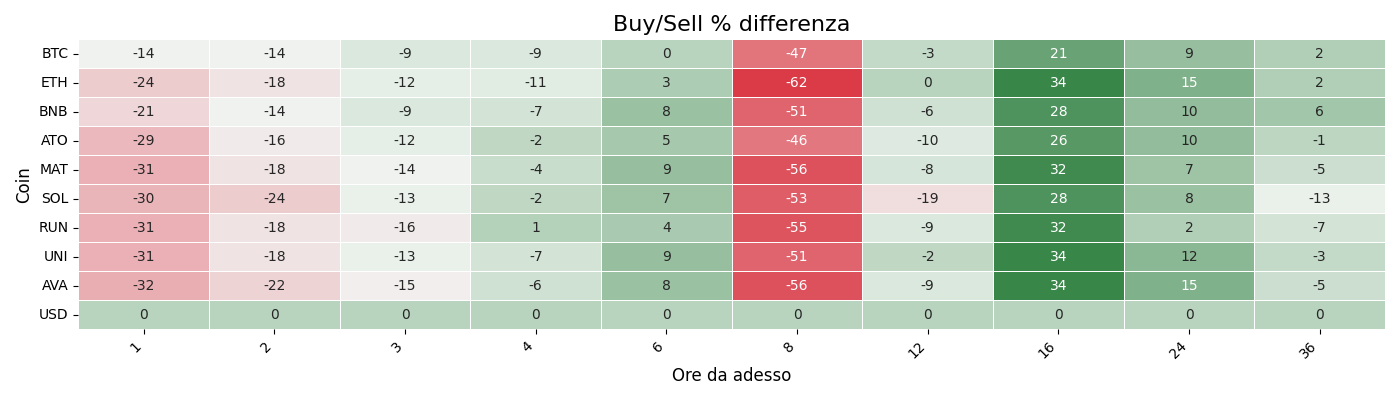 Buy/Sell % differenza
Coin
BTC -14 -14 -9 -9 0 -47 -3 21 9 2
ETH -24 -18 -12 -11 3 -62 0 34 15 2
BNB -21 -14 -9 -7 8 -51 -6 28 10 6
ATO -29 -16 -12 -2 5 -46 -10 26 10 -1
MAT -31 -18 -14 -4 9 -56 -8 32 7 -5
SOL -30 -24 -13 -2 7 -53 -19 28 8 -13
RUN -31 -18 -16 1 4 -55 -9 32 2 -7
UNI -31 -18 -13 -7 9 -51 -2 34 12 -3
AVA -32 -22 -15 -6 8 -56 -9 34 15 -5
USD 0 0 0 0 0 0 0 0 0 0
1 2 3 4 6 8 12 16 24 36
Ore da adesso